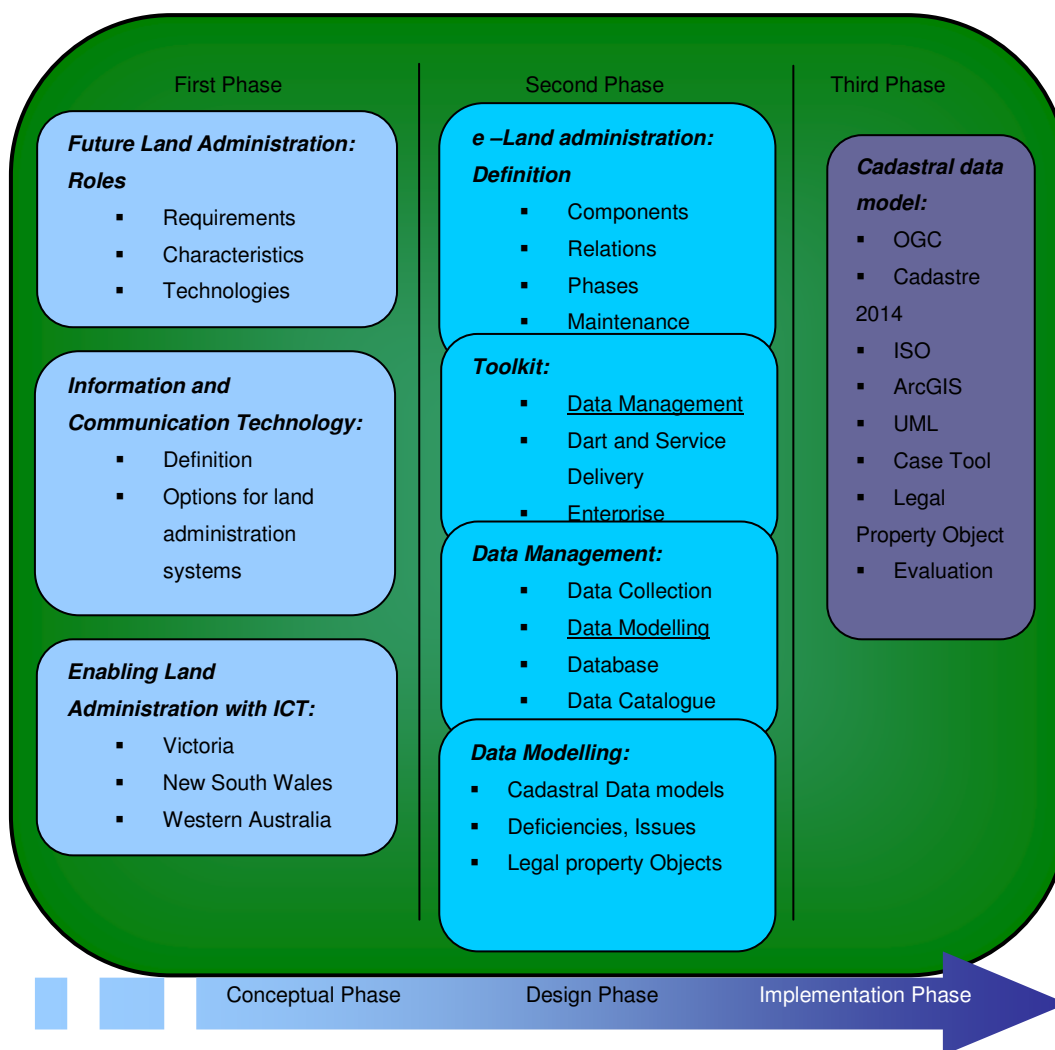 First Phase
Future Land Administration:
Roles
▪ Requirements
▪ Characteristics
▪ Technologies
Information and
Communication Technology:
▪ Definition
▪ Options for land
administration
systems
Enabling Land
Administration with ICT:
▪ Victoria
▪ New South Wales
▪ Western Australia
Second Phase
e –Land administration:
Definition
▪ Components
▪ Relations
▪ Phases
▪ Maintenance
Toolkit:
▪ Data Management
▪ Dart and Service
Delivery
▪ Enterprise
Data Management:
▪ Data Collection
▪ Data Modelling
▪ Database
▪ Data Catalogue
Data Modelling:
▪ Cadastral Data models
▪ Deficiencies, Issues
▪ Legal property Objects
Third Phase
Cadastral data
model:
▪ OGC
▪ Cadastre
2014
▪ ISO
▪ ArcGIS
▪ UML
▪ Case Tool
▪ Legal
Property Object
▪ Evaluation
Conceptual Phase
Design Phase
Implementation Phase